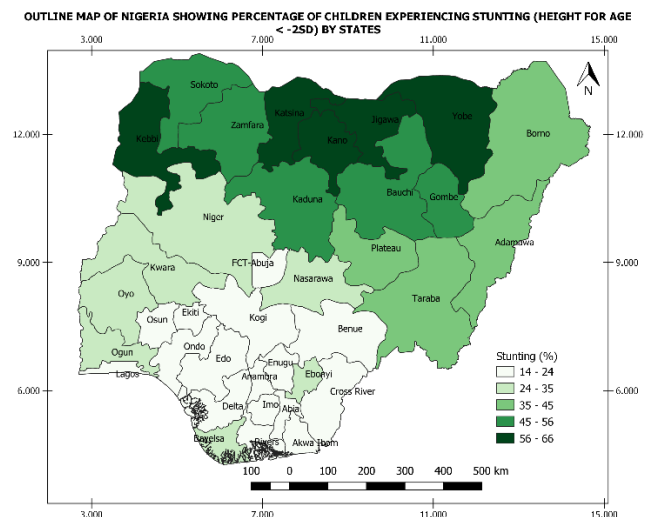 OUTLINE MAP OF NIGERIA SHOWING PERCENTAGE OF CHILDREN EXPERIENCING STUNTING (HEIGHT FOR AGE
< -2SD) BY STATES
3.000 7.000 11.000 15.000
N
Sokoto
Katsina
Zamfara
Jigawa
Yobe
Kebbi
Kano
Borno
12.000 12.000
Kaduna
Bauchi
Gombe
Niger
Plateau
Adamawa
FCT-Abuja
9.000 9.000
Kwara
Nasarawa
Oyo
Taraba
Osun
Ekiti
Kogi
Benue
Ogun
Ondo
Edo
Enugu
Lagos
Anambra
Ebonyi
Cross River
6.000 6.000
Delta
Imo
Abia
Bayelsa
Rivers
Akwa Ibom
Stunting (%)
14 - 24
24 - 35
35 - 45
45 - 56
56 - 66
100 0 100 200 300 400 500 km
3.000 7.000 11.000 15.000